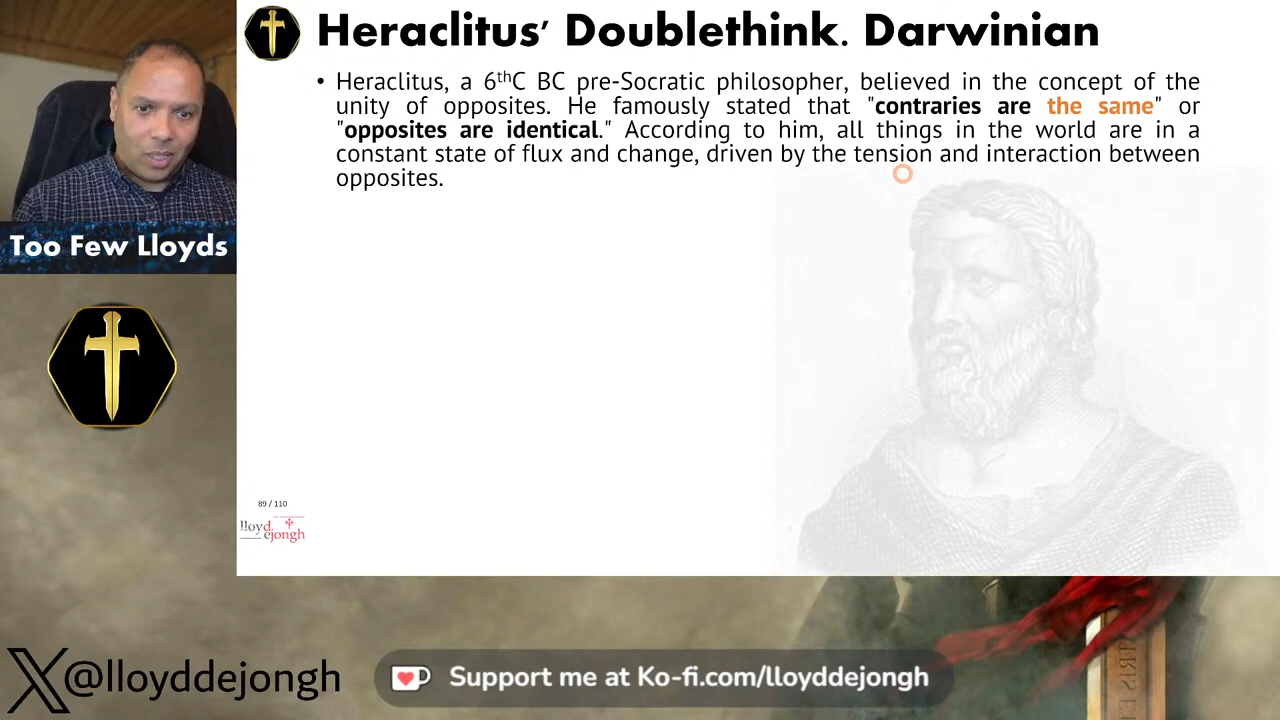 Heraclitus' Doublethink. Darwinian
• Heraclitus, a 6thC BC pre-Socratic philosopher, believed in the concept of the
unity of opposites. He famously stated that "contraries are the same" or
"opposites are identical." According to him, all things in the world are in a
constant state of flux and change, driven by the tension and interaction between
opposites.
Too Few Lloyds
89 / 110
lloyd
ejongh
@lloyddejongh
Support me at Ko-fi.com/lloyddejongh